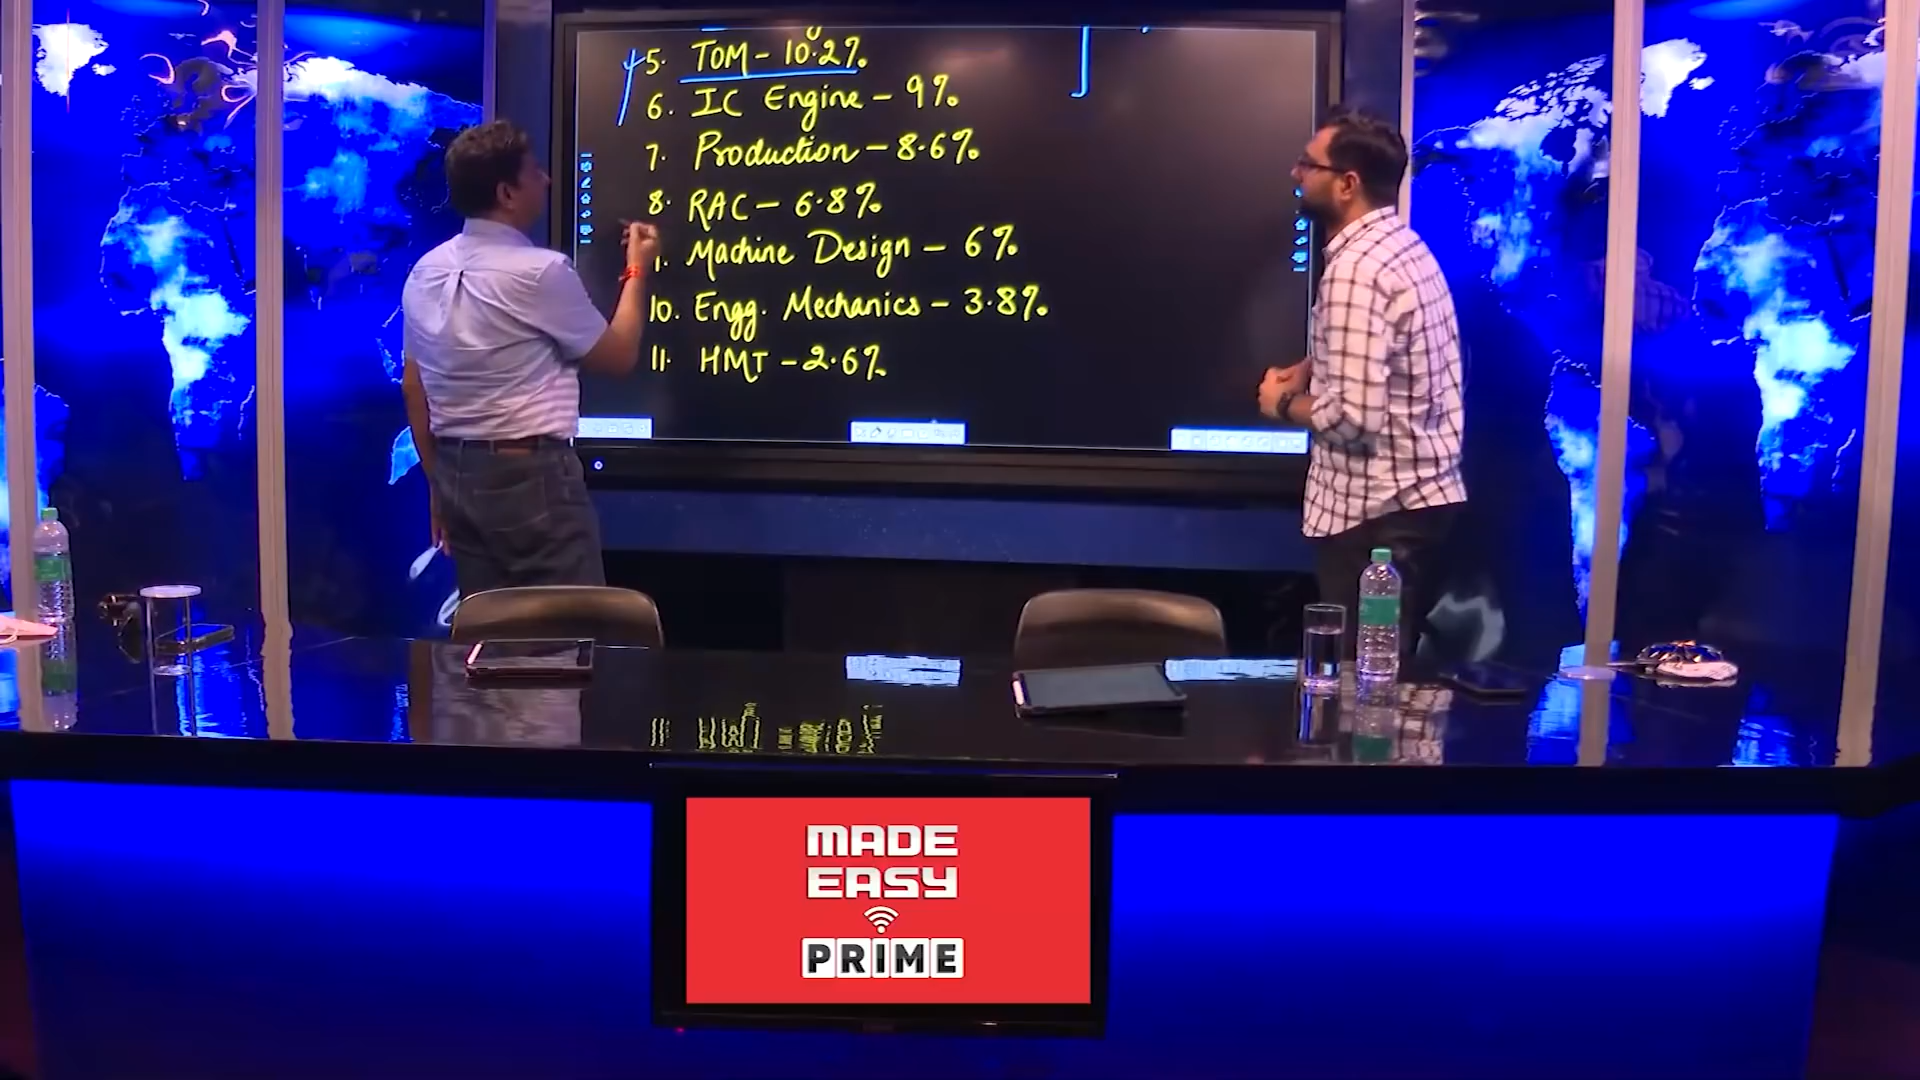 5. TOM - 10.2%
6. IC Engine - 9%
7. Production - 8.6%
8. RAC - 6.8%
Machine Design - 6%
10. Engg. Mechanics - 3.8%
11. HMT - 2.6%
MADE
EASY
PRIME